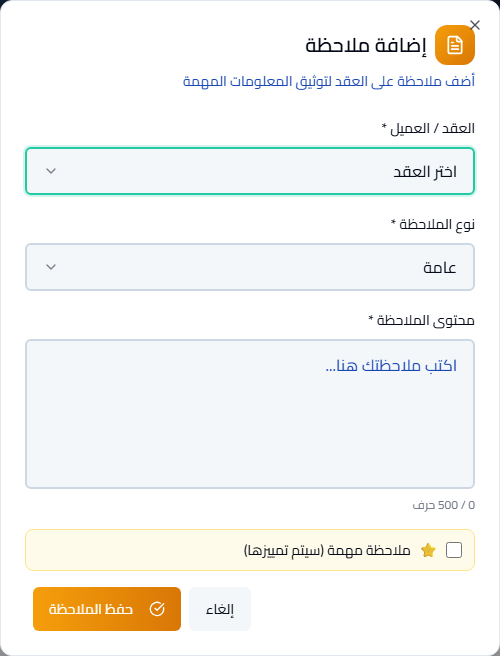 إضافة ملاحظة
أضف ملاحظة على العقد لتوثيق المعلومات المهمة
العقد / العميل *
اختر العقد
نوع الملاحظة *
عامة
محتوى الملاحظة *
اكتب ملاحظتك هنا...
0 / 500 حرف
ملاحظة مهمة (سيتم تمييزها)
إلغاء
حفظ الملاحظة